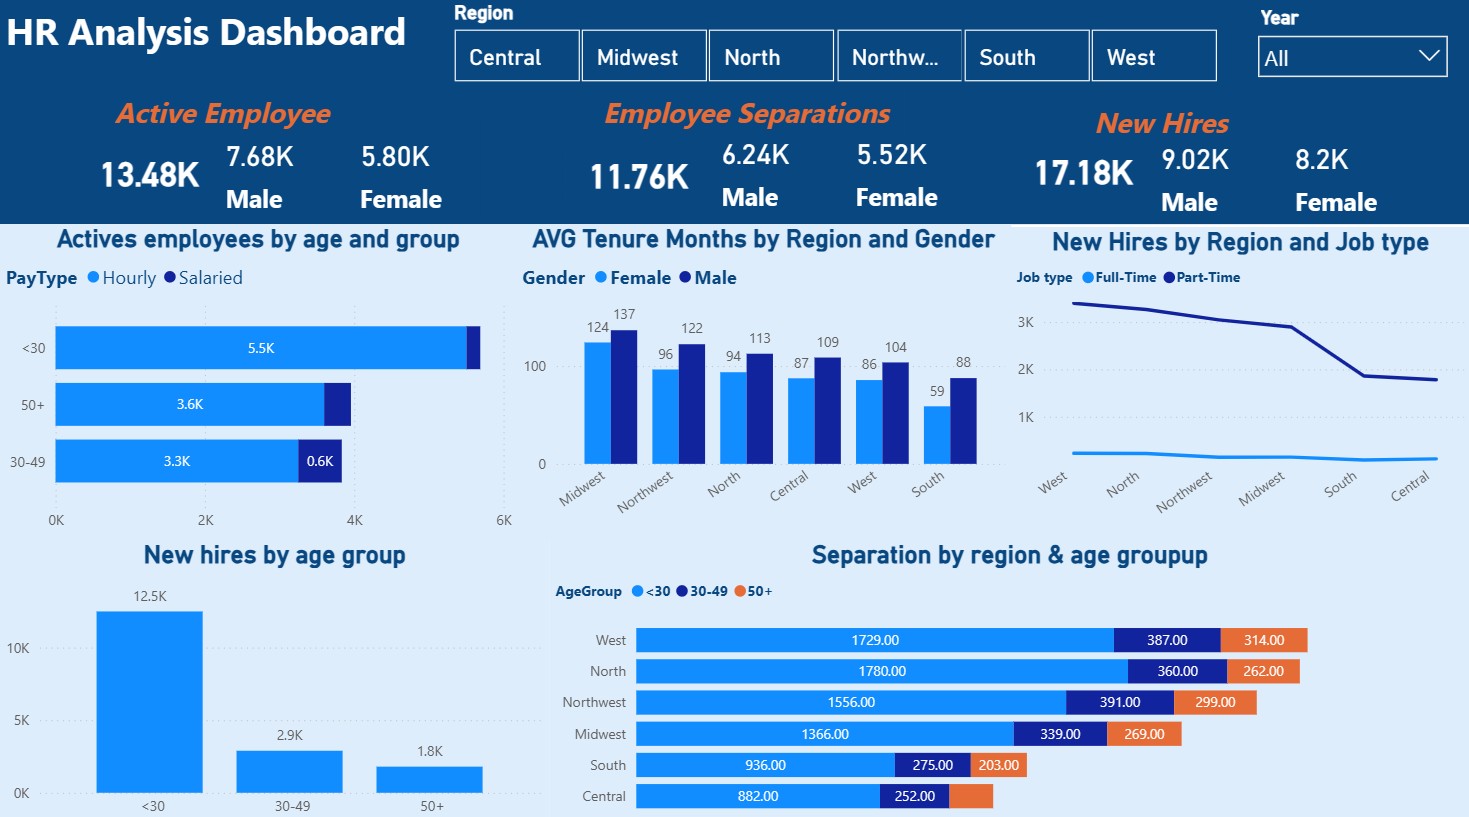 HR Analysis Dashboard
Region
Central
Midwest
North
Northw...
South
West
Year
All
Active Employee
13.48K
7.68K
Male
5.80K
Female
Employee Separations
11.76K
6.24K
Male
5.52K
Female
New Hires
17.18K
9.02K
Male
8.2K
Female
Actives employees by age and group
PayType Hourly Salaried
<30
5.5K
50+
3.6K
30-49
3.3K
0.6K
0K 2K 4K 6K
AVG Tenure Months by Region and Gender
Gender Female Male
100
0
124 137
96 122
94 113
87 109
86 104
59 88
Midwest
Northwest
North
Central
West
South
New Hires by Region and Job type
Job type Full-Time Part-Time
3K
2K
1K
West
North
Northwest
Midwest
South
Central
New hires by age group
10K
5K
0K
12.5K
2.9K
1.8K
<30 30-49 50+
Separation by region & age groupup
AgeGroup <30 30-49 50+
West 1729.00 387.00 314.00
North 1780.00 360.00 262.00
Northwest 1556.00 391.00 299.00
Midwest 1366.00 339.00 269.00
South 936.00 275.00 203.00
Central 882.00 252.00